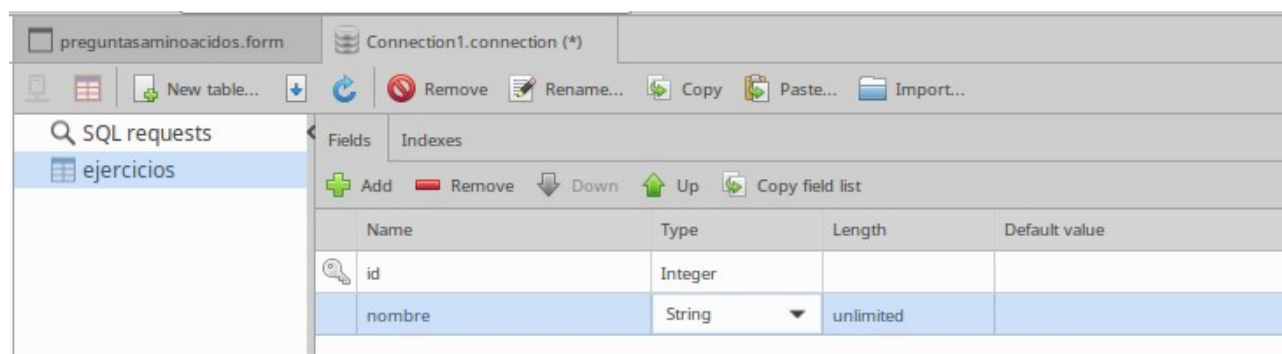 preguntasaminoacidos.form Connection1.connection (*)
New table... Remove Rename... Copy Paste... Import...
SQL requests
ejercicios
Fields Indexes
Add Remove Down Up Copy field list
Name Type Length Default value
id Integer
nombre String unlimited